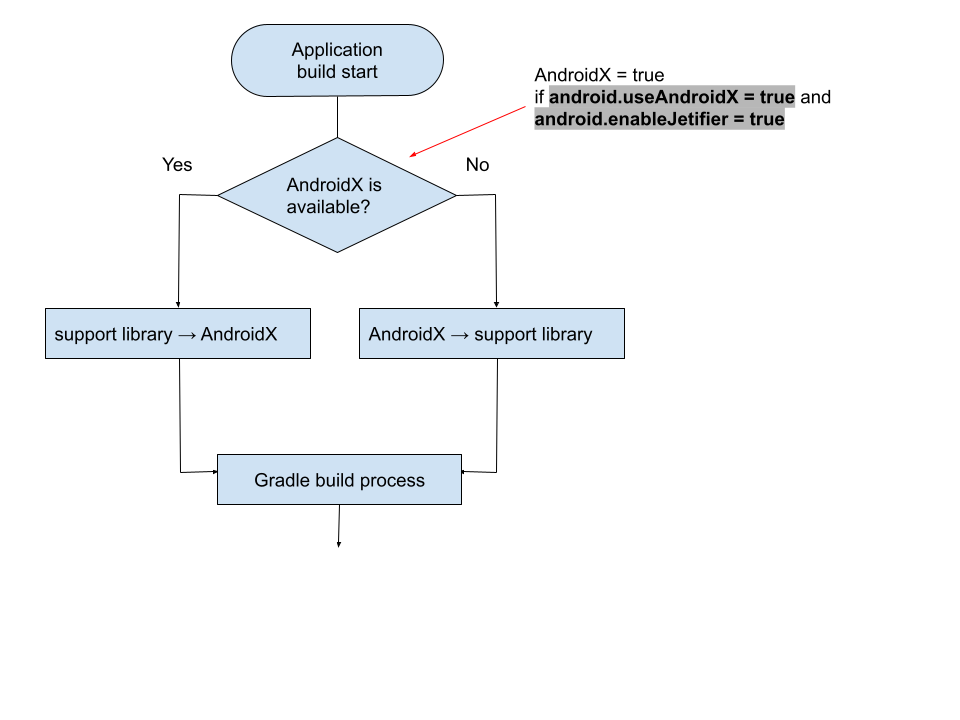 Application
build start
AndroidX = true
if android.useAndroidX = true and
android.enableJetifier = true
Yes
No
AndroidX is
available?
support library → AndroidX
AndroidX → support library
Gradle build process